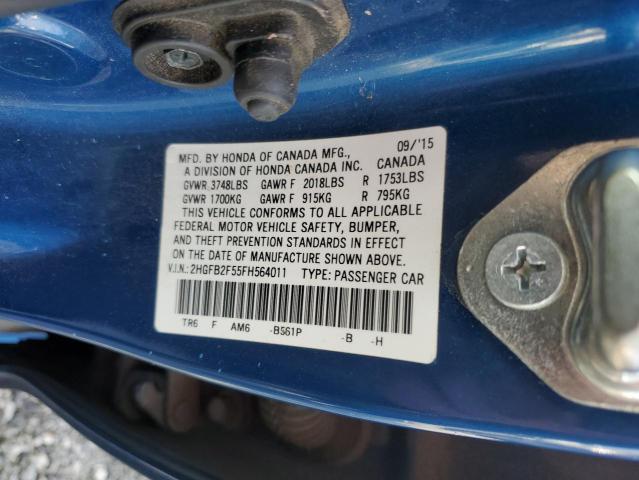 MFD. BY HONDA OF CANADA MFG., 09/'15
A DIVISION OF HONDA CANADA INC. CANADA
GVWR 3748LBS GAWR F 2018LBS R 1753LBS
GVWR 1700KG GAWR F 915KG R 795KG
THIS VEHICLE CONFORMS TO ALL APPLICABLE
FEDERAL MOTOR VEHICLE SAFETY, BUMPER,
AND THEFT PREVENTION STANDARDS IN EFFECT
ON THE DATE OF MANUFACTURE SHOWN ABOVE.
V.I.N.: 2HGFB2F55FH564011 TYPE: PASSENGER CAR
TR6 F AM6 -B561P -B -H